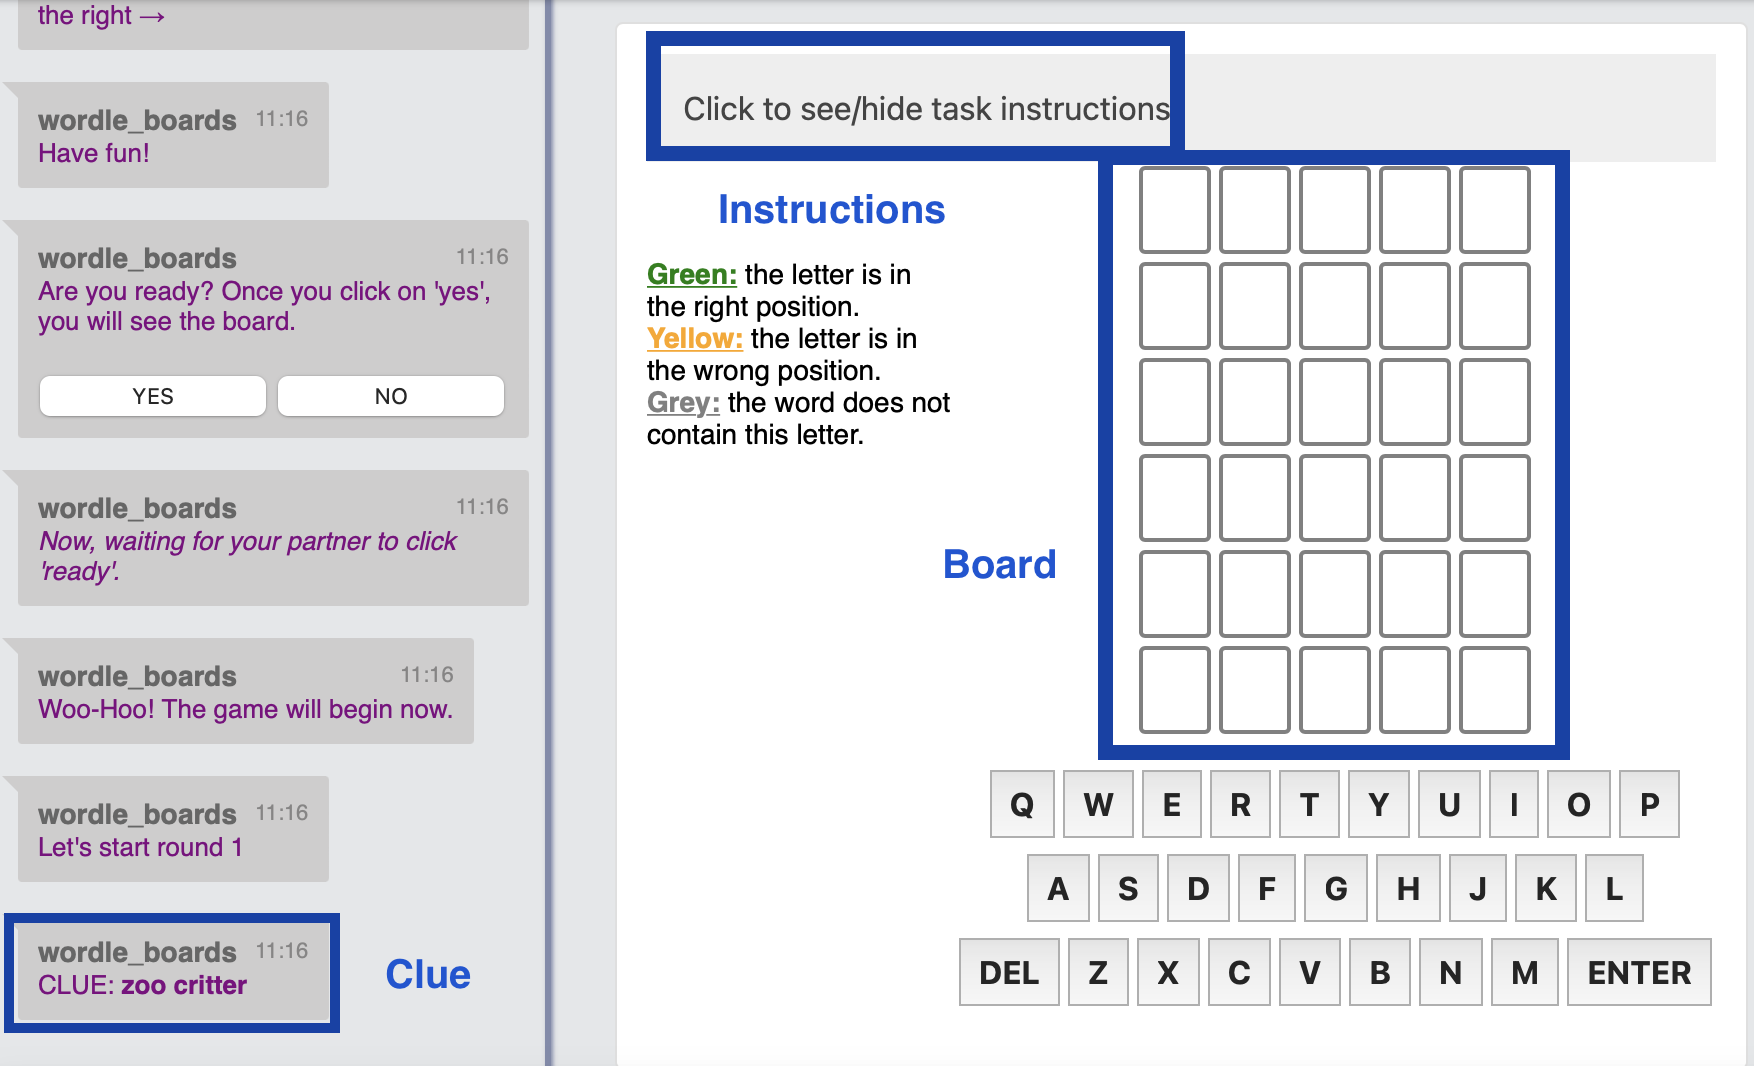 the right →
wordle_boards 11:16
Have fun!
wordle_boards 11:16
Are you ready? Once you click on 'yes',
you will see the board.
YES NO
wordle_boards 11:16
Now, waiting for your partner to click
'ready'.
wordle_boards 11:16
Woo-Hoo! The game will begin now.
wordle_boards 11:16
Let's start round 1
wordle_boards 11:16
CLUE: zoo critter
Clue
Click to see/hide task instructions
Instructions
Green: the letter is in
the right position.
Yellow: the letter is in
the wrong position.
Grey: the word does not
contain this letter.
Board
Q W E R T Y U I O P
A S D F G H J K L
DEL Z X C V B N M ENTER